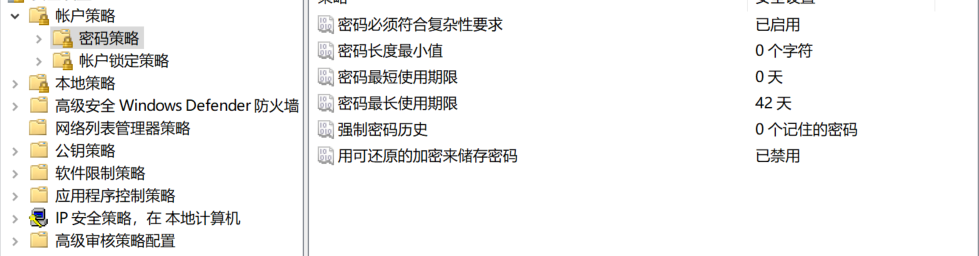 帐户策略
密码策略
帐户锁定策略
本地策略
高级安全 Windows Defender 防火墙
网络列表管理器策略
公钥策略
软件限制策略
应用程序控制策略
IP 安全策略，在 本地计算机
高级审核策略配置
密码必须符合复杂性要求 已启用
密码长度最小值 0 个字符
密码最短使用期限 0 天
密码最长使用期限 42 天
强制密码历史 0 个记住的密码
用可还原的加密来储存密码 已禁用